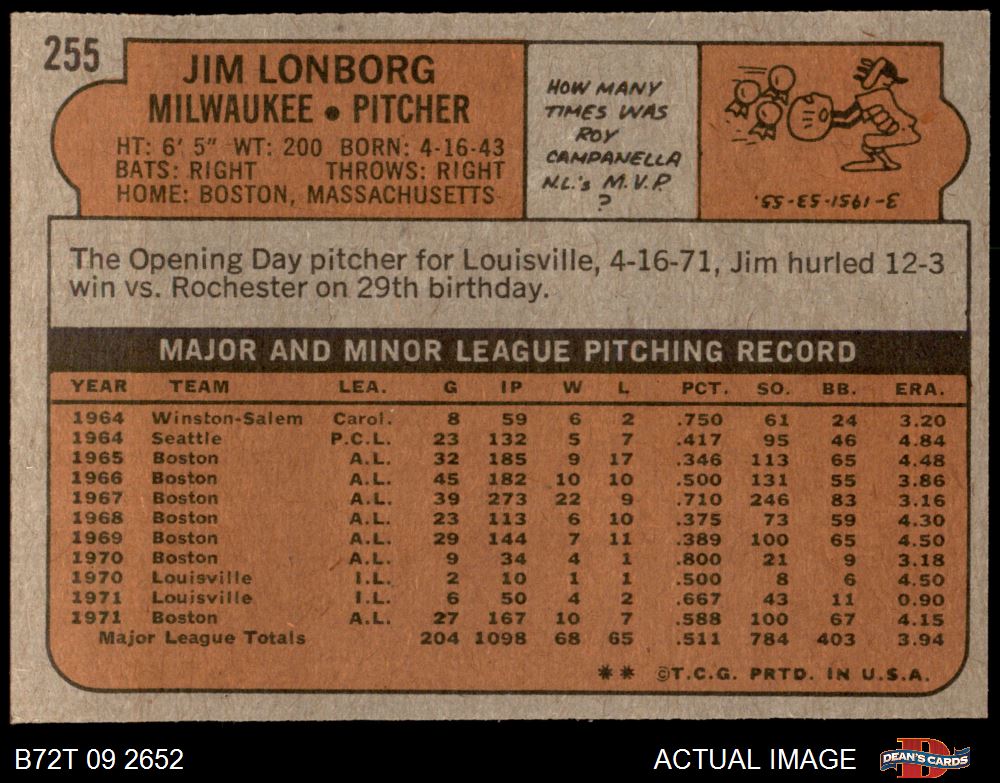 255
JIM LONBORG
MILWAUKEE • PITCHER
HT: 6' 5" WT: 200 BORN: 4-16-43
BATS: RIGHT THROWS: RIGHT
HOME: BOSTON, MASSACHUSETTS
HOW MANY
TIMES WAS
ROY
CAMPANELLA
N.L.'s M.V.P.
?
3-1951-53-55.
The Opening Day pitcher for Louisville, 4-16-71, Jim hurled 12-3
win vs. Rochester on 29th birthday.
MAJOR AND MINOR LEAGUE PITCHING RECORD
YEAR TEAM LEA. G IP W L PCT. SO. BB. ERA.
1964 Winston-Salem Carol. 8 59 6 2 .750 61 24 3.20
1964 Seattle P.C.L. 23 132 5 7 .417 95 46 4.84
1965 Boston A.L. 32 185 9 17 .346 113 65 4.48
1966 Boston A.L. 45 182 10 10 .500 131 55 3.86
1967 Boston A.L. 39 273 22 9 .710 246 83 3.16
1968 Boston A.L. 23 113 6 10 .375 73 59 4.30
1969 Boston A.L. 29 144 7 11 .389 100 65 4.50
1970 Boston A.L. 9 34 4 1 .800 21 9 3.18
1970 Louisville I.L. 2 10 1 1 .500 8 6 4.50
1971 Louisville I.L. 6 50 4 2 .667 43 11 0.90
1971 Boston A.L. 27 167 10 7 .588 100 67 4.15
Major League Totals 204 1098 68 65 .511 784 403 3.94
** ©T.C.G. PRTD. IN U.S.A.
B72T 09 2652
ACTUAL IMAGE
DEAN'S CARDS